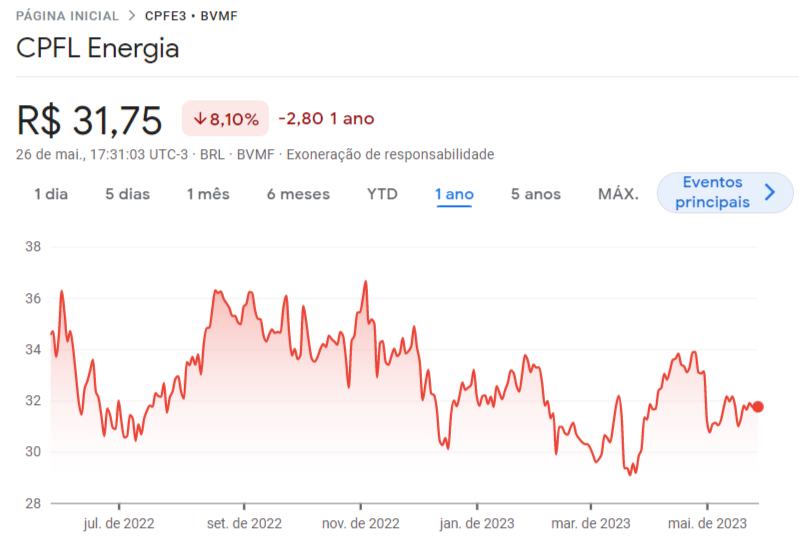 PÁGINA INICIAL > CPFE3 • BVMF
CPFL Energia
R$ 31,75 ↓8,10% -2,80 1 ano
26 de mai., 17:31:03 UTC-3 · BRL · BVMF · Exoneração de responsabilidade
1 dia 5 dias 1 mês 6 meses YTD 1 ano 5 anos MÁX. Eventos
principais
38
36
34
32
30
28
jul. de 2022 set. de 2022 nov. de 2022 jan. de 2023 mar. de 2023 mai. de 2023